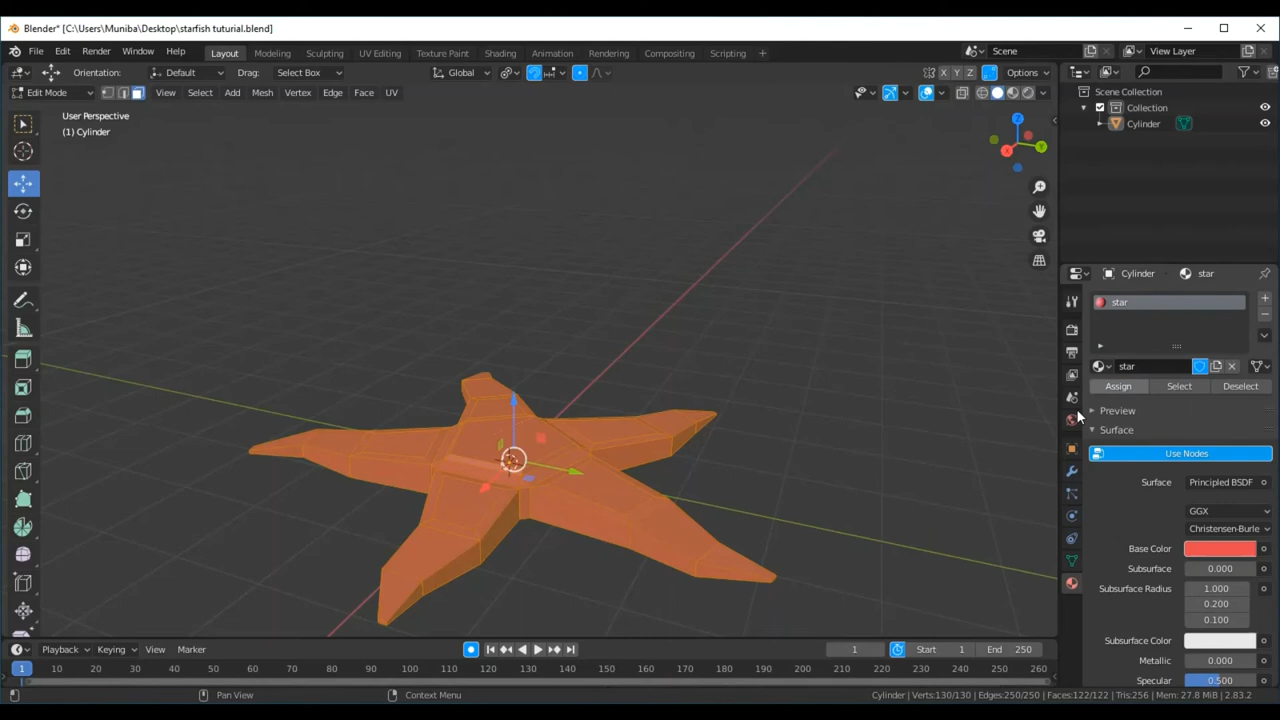 Blender* [C:\Users\Muniba\Desktop\starfish tuturial.blend]
File Edit Render Window Help Layout Modeling Sculpting UV Editing Texture Paint Shading Animation Rendering Compositing Scripting + Scene View Layer
Orientation: Default Drag: Select Box Global X Y Z Options
Edit Mode View Select Add Mesh Vertex Edge Face UV
User Perspective
(1) Cylinder
Z
Y
X
Scene Collection
Collection
Cylinder
Cylinder star
star
star
Assign Select Deselect
Preview
Surface
Use Nodes
Surface Principled BSDF
GGX
Christensen-Burle
Base Color
Subsurface 0.000
Subsurface Radius 1.000
0.200
0.100
Subsurface Color
Metallic 0.000
Specular 0.500
Playback Keying View Marker 1 Start 1 End 250
1 10 20 30 40 50 60 70 80 90 100 110 120 130 140 150 160 170 180 190 200 210 220 230 240 250 260
Pan View Context Menu Cylinder | Verts:130/130 | Edges:250/250 | Faces:122/122 | Tris:256 | Mem: 27.8 MiB | 2.83.2